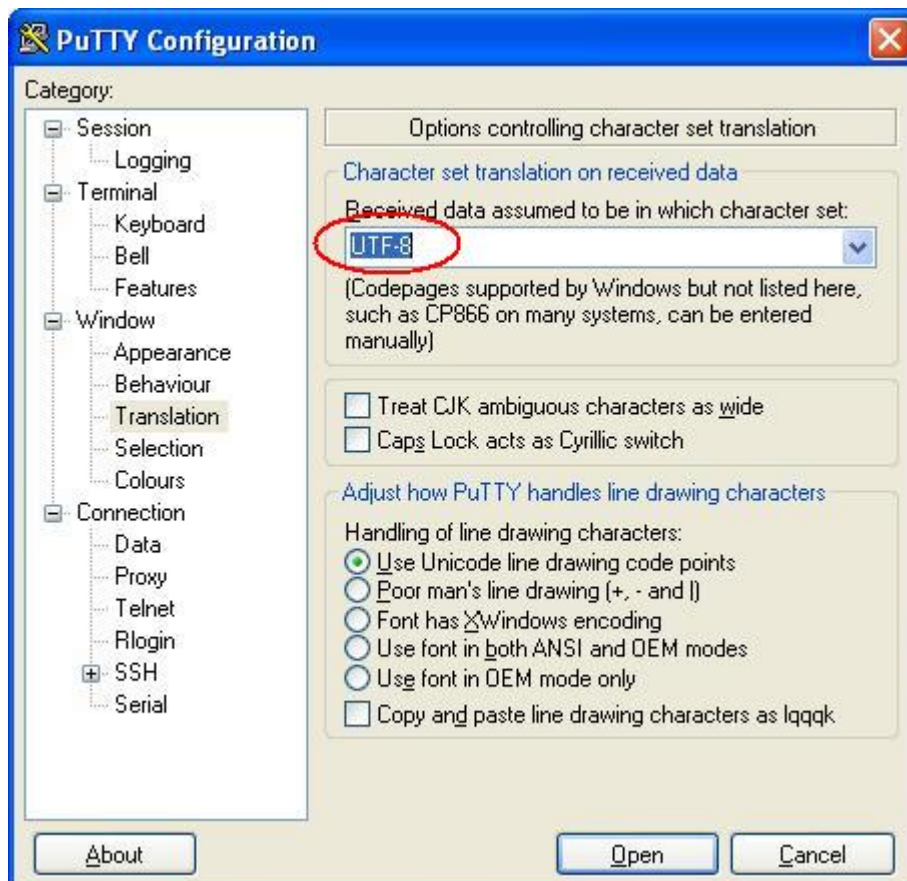 PuTTY Configuration
Category:
Session
Logging
Terminal
Keyboard
Bell
Features
Window
Appearance
Behaviour
Translation
Selection
Colours
Connection
Data
Proxy
Telnet
Rlogin
SSH
Serial
Options controlling character set translation
Character set translation on received data
Received data assumed to be in which character set:
UTF-8
(Codepages supported by Windows but not listed here,
such as CP866 on many systems, can be entered
manually)
Treat CJK ambiguous characters as wide
Caps Lock acts as Cyrillic switch
Adjust how PuTTY handles line drawing characters
Handling of line drawing characters:
Use Unicode line drawing code points
Poor man's line drawing (+, - and |)
Font has XWindows encoding
Use font in both ANSI and OEM modes
Use font in OEM mode only
Copy and paste line drawing characters as lqqqk
About
Open
Cancel